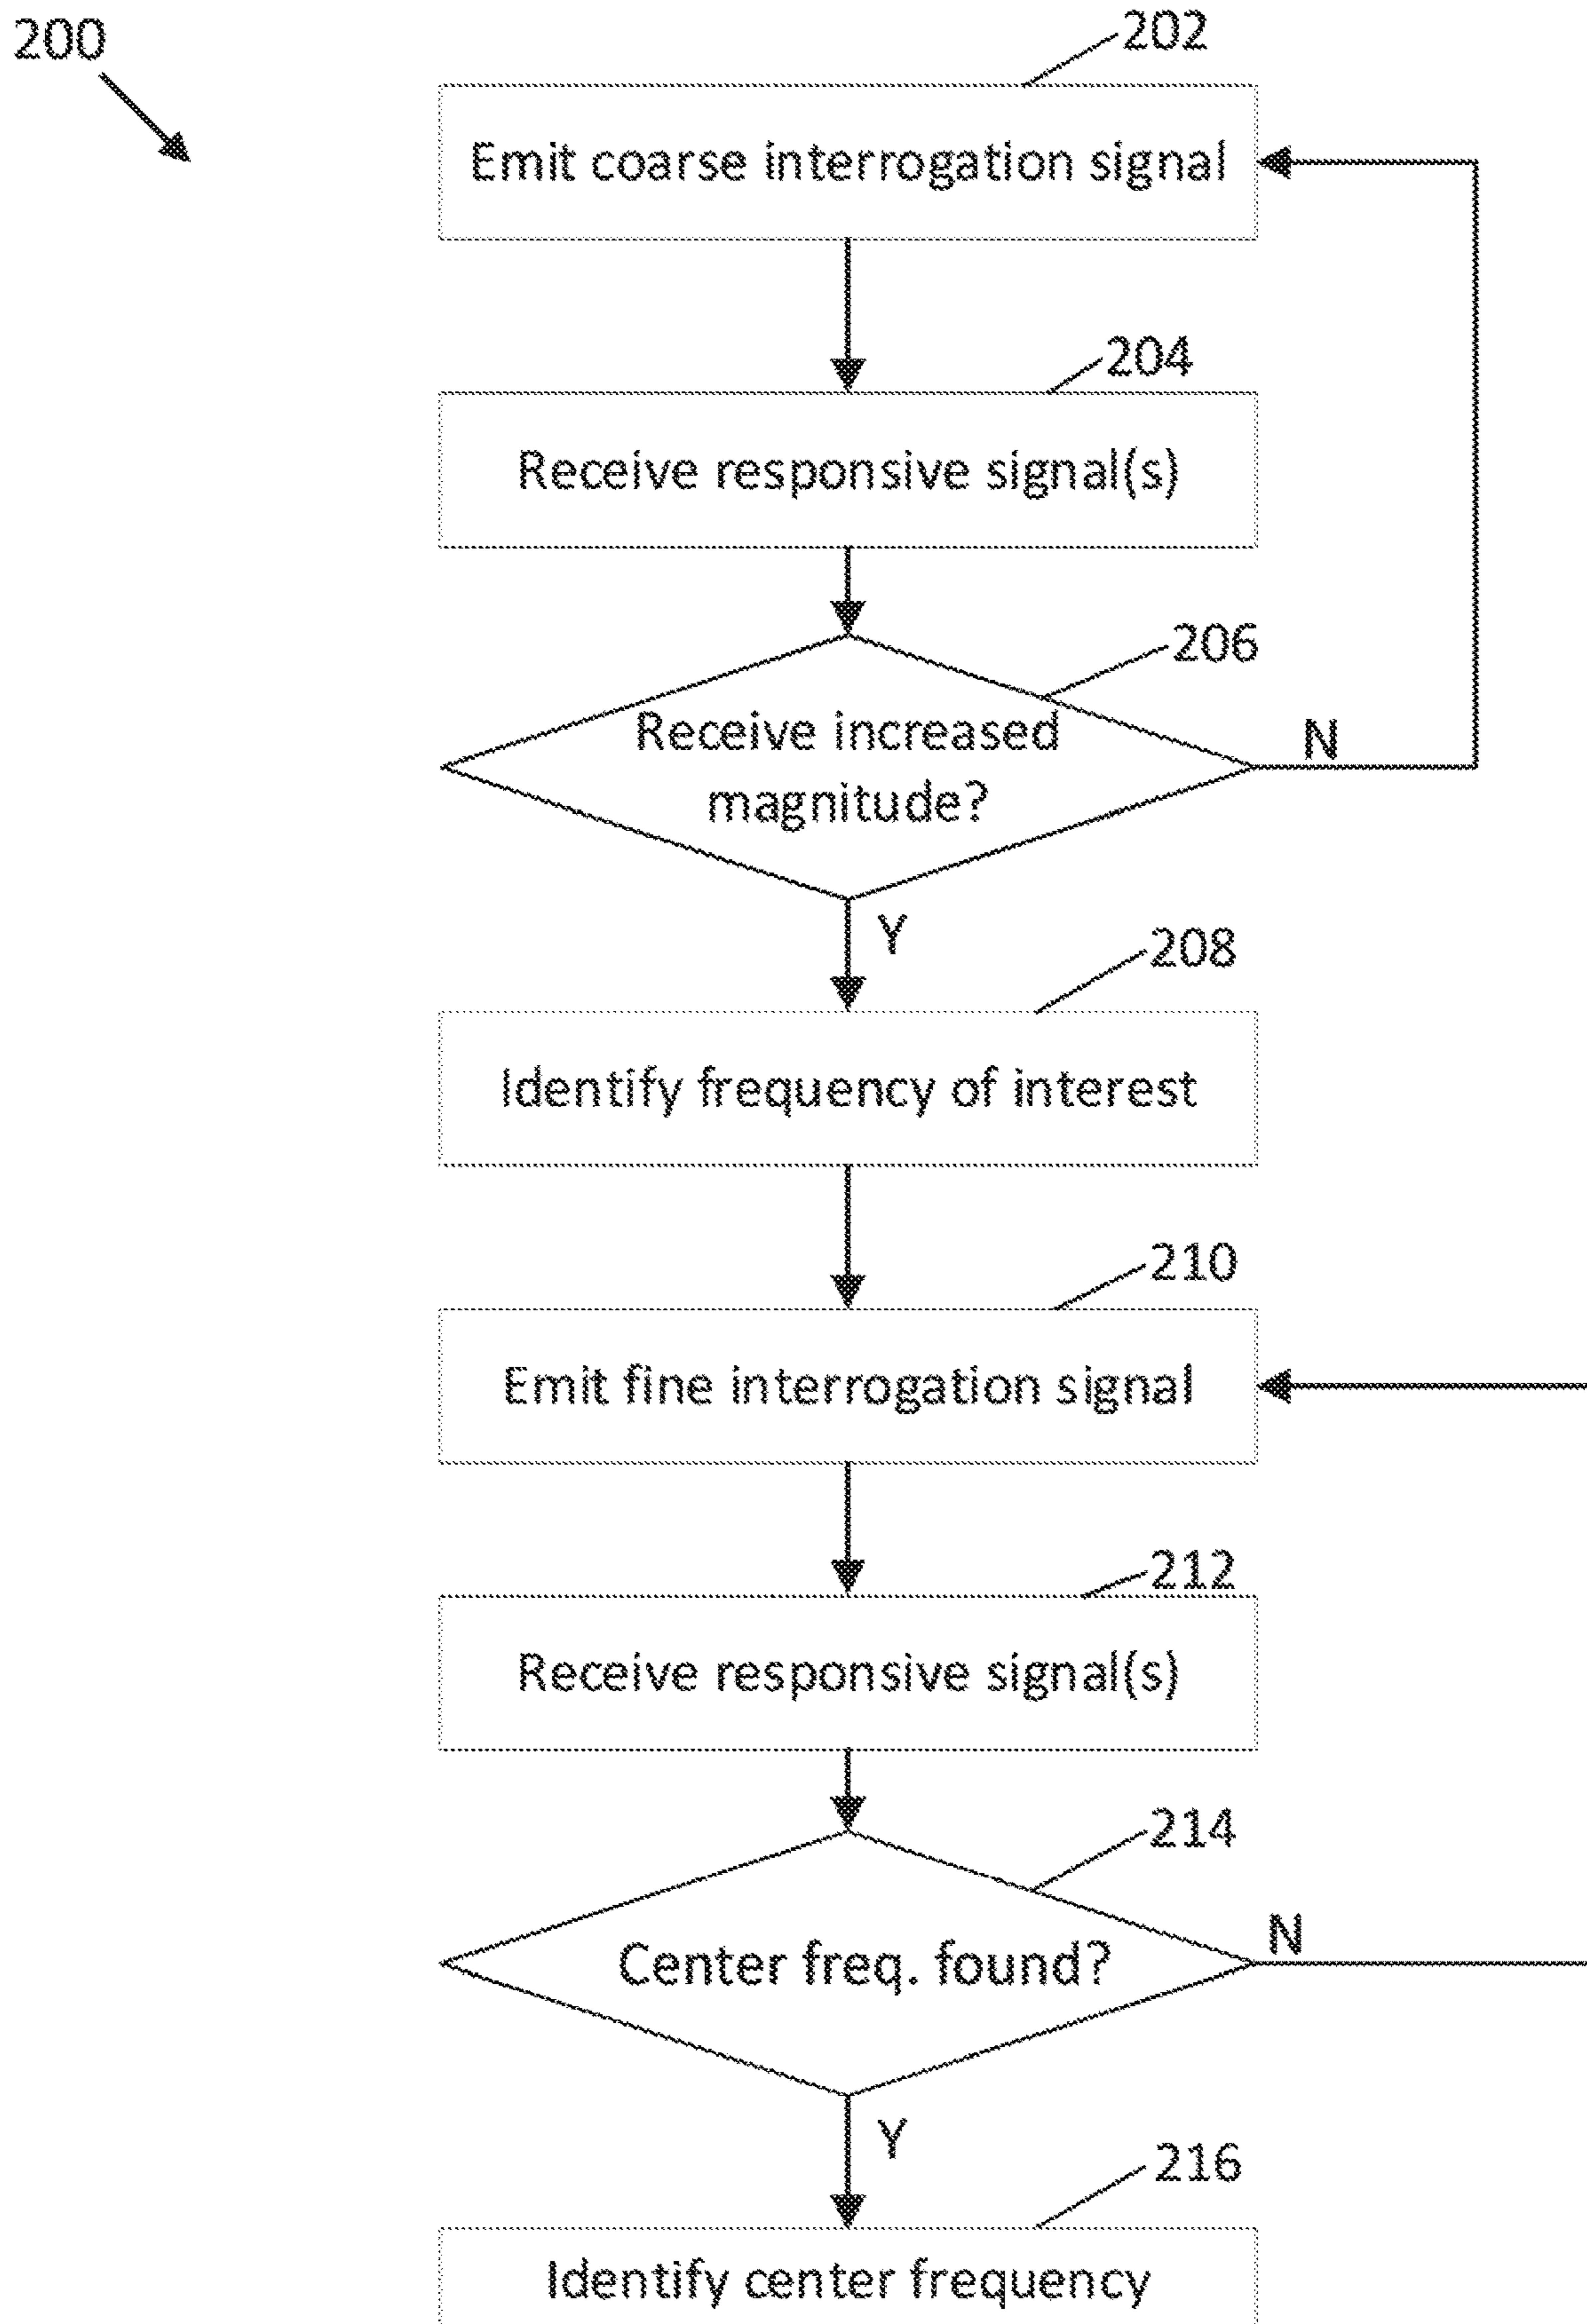 200
202
Emit coarse interrogation signal
204
Receive responsive signal(s)
206
Receive increased
magnitude?
N
Y
208
Identify frequency of interest
210
Emit fine interrogation signal
212
Receive responsive signal(s)
214
Center freq. found?
N
Y
216
Identify center frequency